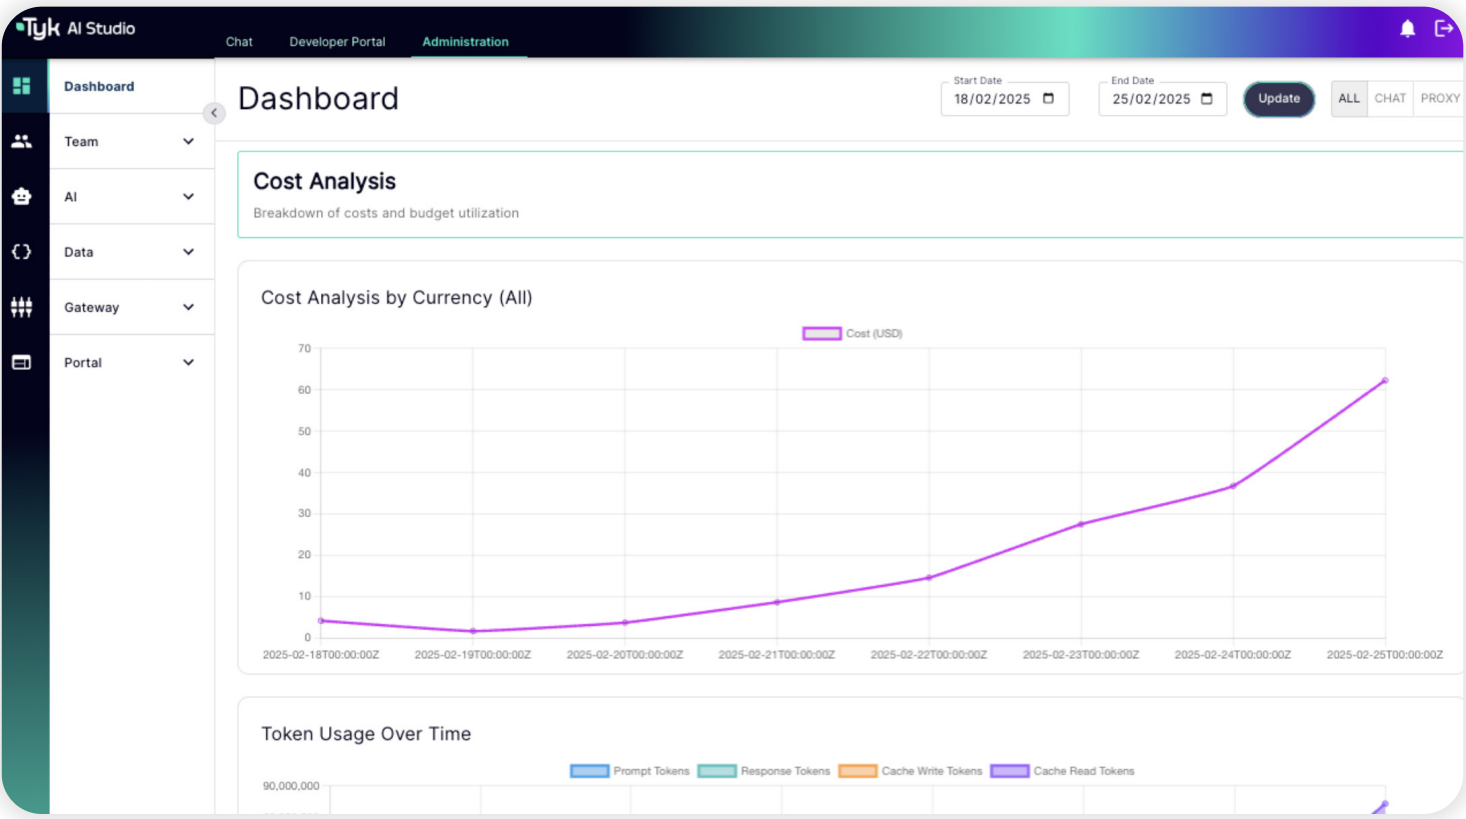 Tyk AI Studio
Chat Developer Portal Administration
Dashboard
Team
AI
Data
Gateway
Portal
Dashboard
Start Date
18/02/2025
End Date
25/02/2025
Update
ALL CHAT PROXY
Cost Analysis
Breakdown of costs and budget utilization
Cost Analysis by Currency (All)
Cost (USD)
70
60
50
40
30
20
10
0
2025-02-18T00:00:00Z 2025-02-19T00:00:00Z 2025-02-20T00:00:00Z 2025-02-21T00:00:00Z 2025-02-22T00:00:00Z 2025-02-23T00:00:00Z 2025-02-24T00:00:00Z 2025-02-25T00:00:00Z
Token Usage Over Time
Prompt Tokens Response Tokens Cache Write Tokens Cache Read Tokens
90,000,000